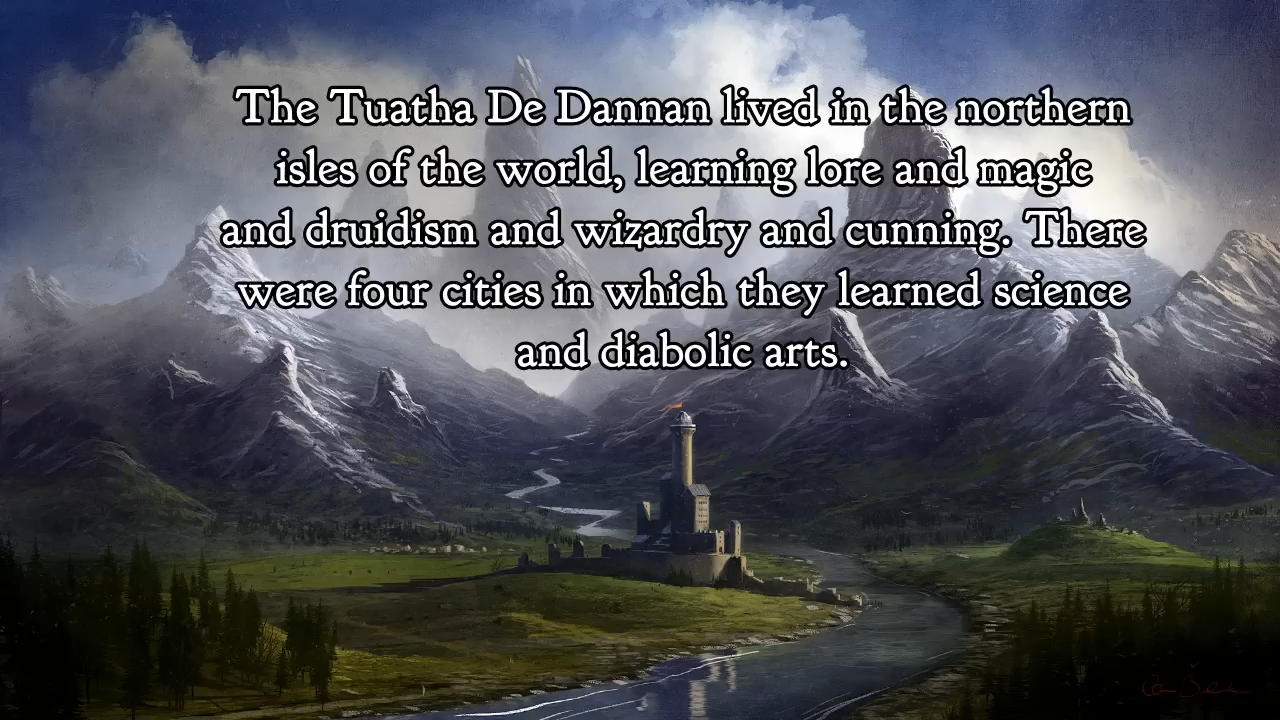 The Tuatha De Dannan lived in the northern
isles of the world, learning lore and magic
and druidism and wizardry and cunning. There
were four cities in which they learned science
and diabolic arts.